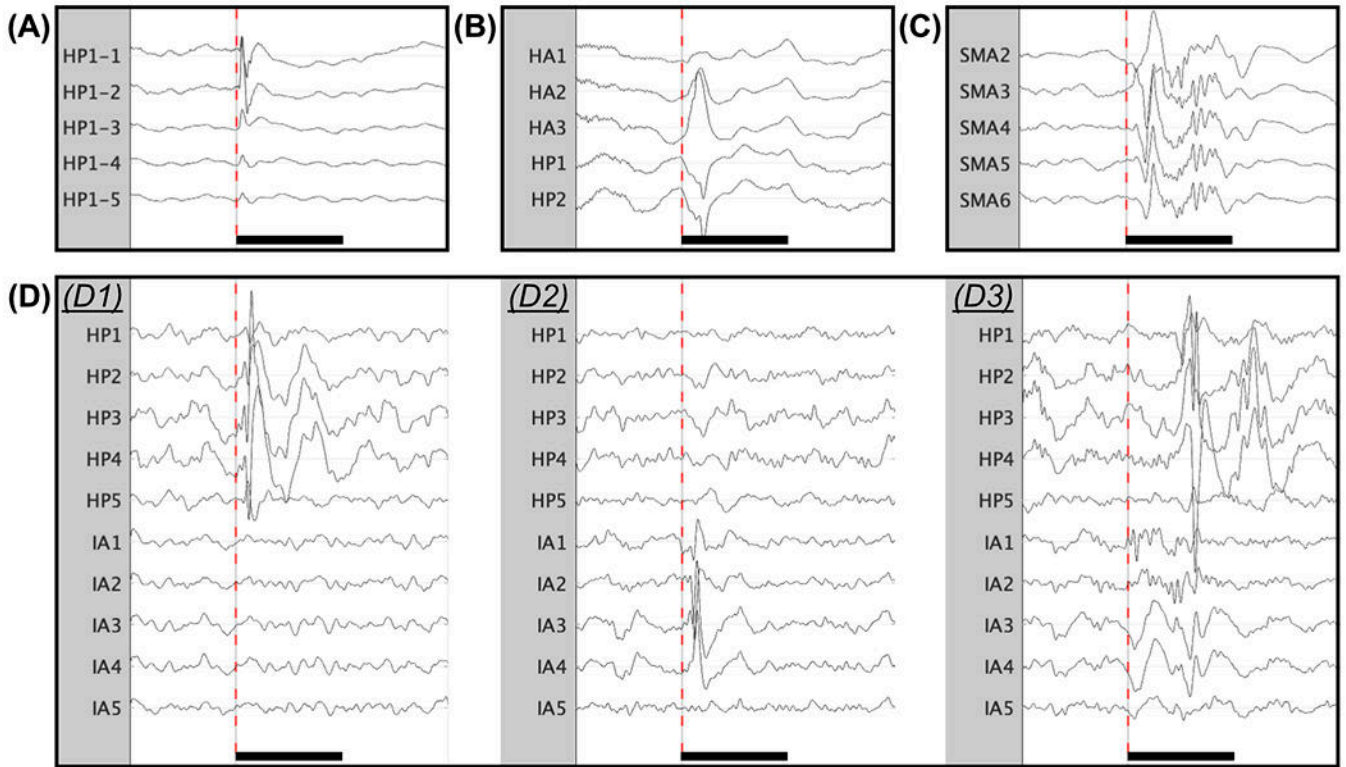 (A)
HP1-1
HP1-2
HP1-3
HP1-4
HP1-5
(B)
HA1
HA2
HA3
HP1
HP2
(C)
SMA2
SMA3
SMA4
SMA5
SMA6
(D)
(D1)
HP1
HP2
HP3
HP4
HP5
IA1
IA2
IA3
IA4
IA5
(D2)
HP1
HP2
HP3
HP4
HP5
IA1
IA2
IA3
IA4
IA5
(D3)
HP1
HP2
HP3
HP4
HP5
IA1
IA2
IA3
IA4
IA5